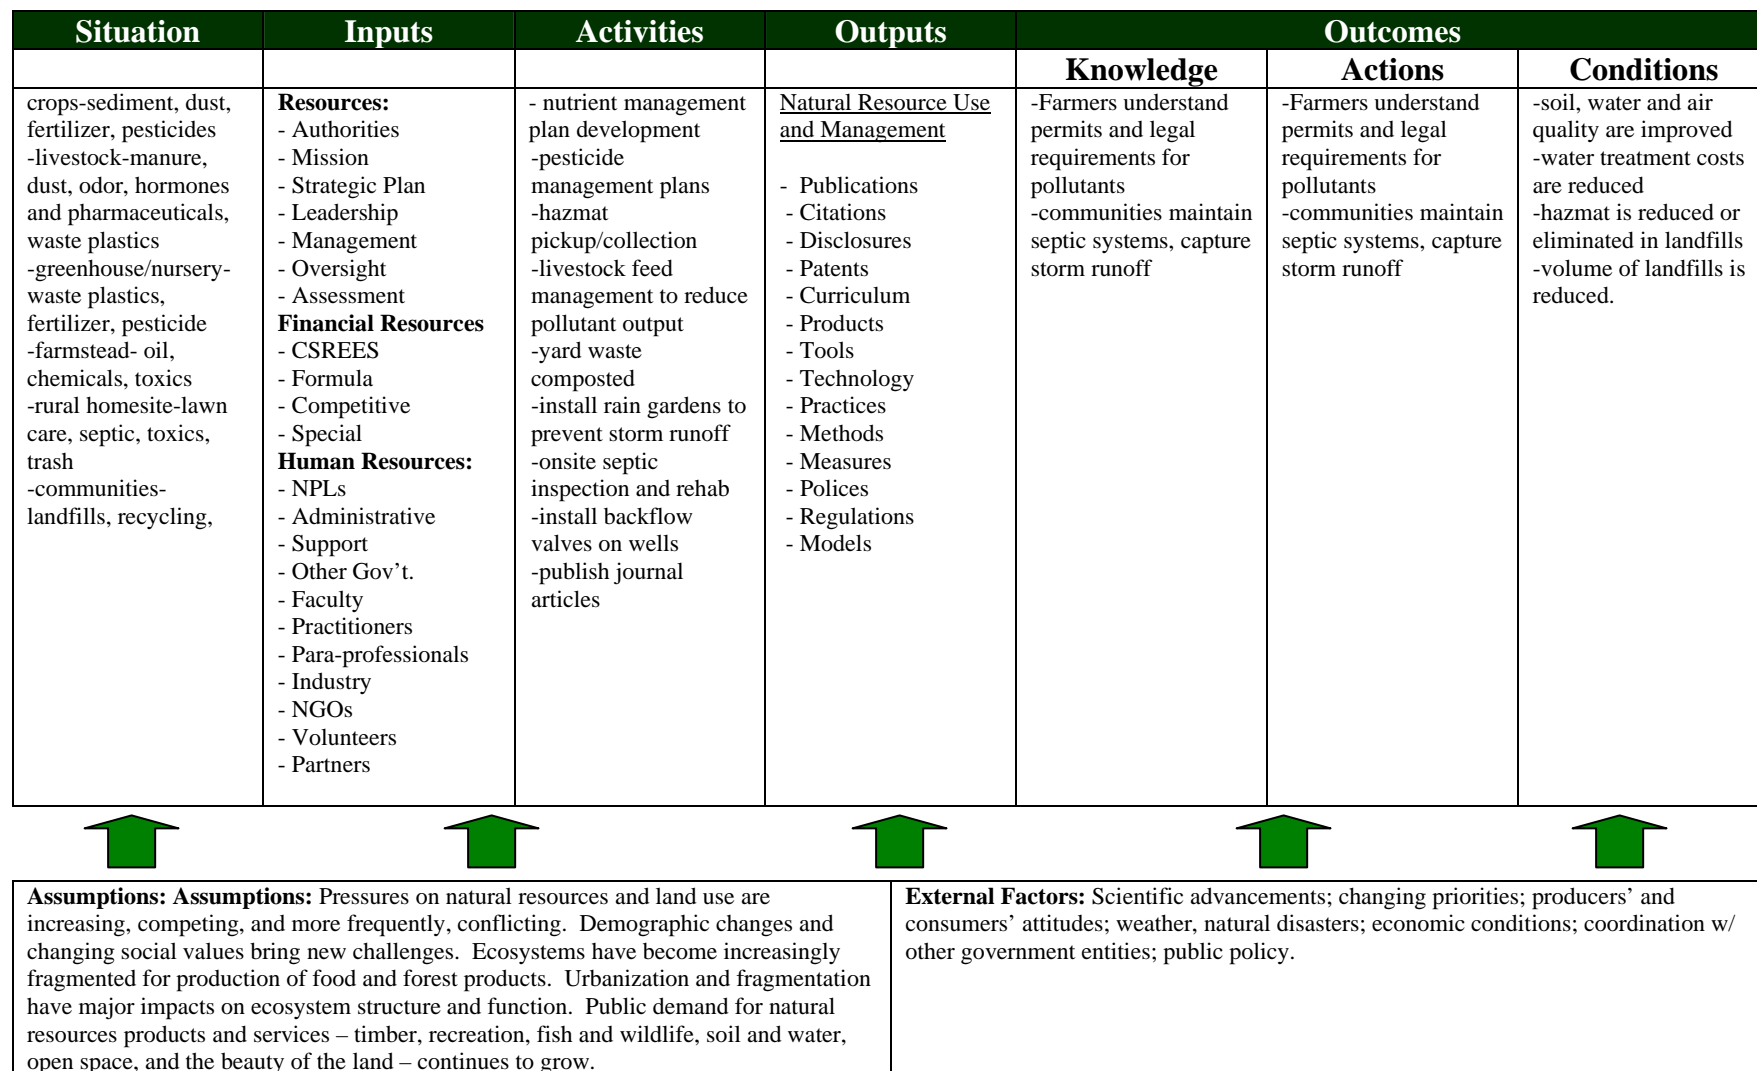 Situation
Inputs
Activities
Outputs
Outcomes
Knowledge
Actions
Conditions
crops-sediment, dust,
fertilizer, pesticides
-livestock-manure,
dust, odor, hormones
and pharmaceuticals,
waste plastics
-greenhouse/nursery-
waste plastics,
fertilizer, pesticide
-farmstead- oil,
chemicals, toxics
-rural homesite-lawn
care, septic, toxics,
trash
-communities-
landfills, recycling,
Resources:
- Authorities
- Mission
- Strategic Plan
- Leadership
- Management
- Oversight
- Assessment
Financial Resources
- CSREES
- Formula
- Competitive
- Special
Human Resources:
- NPLs
- Administrative
- Support
- Other Gov’t.
- Faculty
- Practitioners
- Para-professionals
- Industry
- NGOs
- Volunteers
- Partners
- nutrient management
plan development
-pesticide
management plans
-hazmat
pickup/collection
-livestock feed
management to reduce
pollutant output
-yard waste
composted
-install rain gardens to
prevent storm runoff
-onsite septic
inspection and rehab
-install backflow
valves on wells
-publish journal
articles
Natural Resource Use
and Management
- Publications
- Citations
- Disclosures
- Patents
- Curriculum
- Products
- Tools
- Technology
- Practices
- Methods
- Measures
- Polices
- Regulations
- Models
-Farmers understand
permits and legal
requirements for
pollutants
-communities maintain
septic systems, capture
storm runoff
-Farmers understand
permits and legal
requirements for
pollutants
-communities maintain
septic systems, capture
storm runoff
-soil, water and air
quality are improved
-water treatment costs
are reduced
-hazmat is reduced or
eliminated in landfills
-volume of landfills is
reduced.
Assumptions: Assumptions: Pressures on natural resources and land use are
increasing, competing, and more frequently, conflicting.  Demographic changes and
changing social values bring new challenges.  Ecosystems have become increasingly
fragmented for production of food and forest products.  Urbanization and fragmentation
have major impacts on ecosystem structure and function.  Public demand for natural
resources products and services – timber, recreation, fish and wildlife, soil and water,
open space, and the beauty of the land – continues to grow.
External Factors: Scientific advancements; changing priorities; producers’ and
consumers’ attitudes; weather, natural disasters; economic conditions; coordination w/
other government entities; public policy.